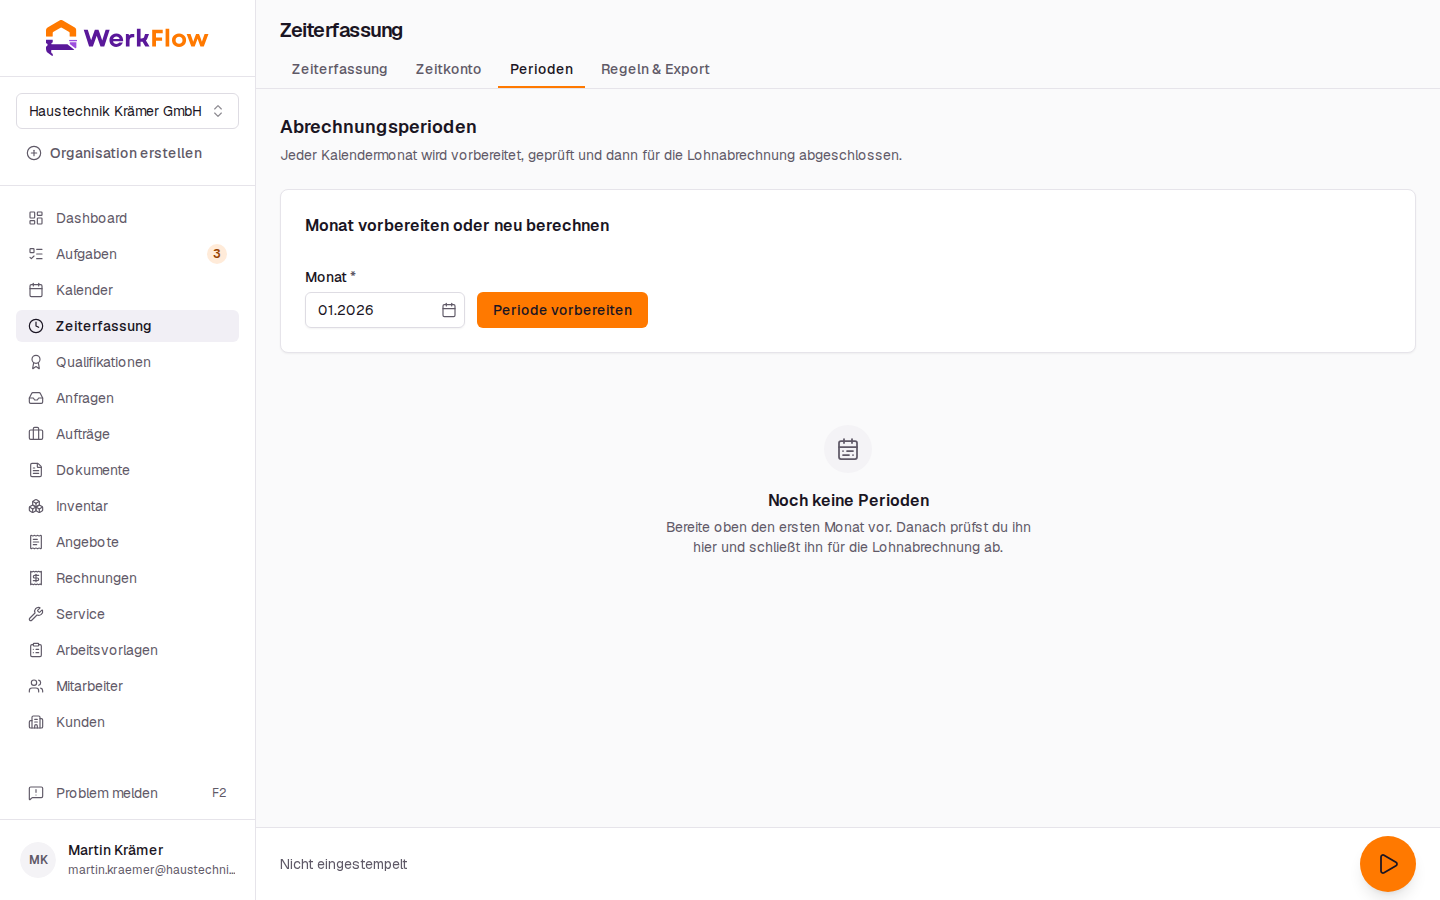 WerkFlow
Haustechnik Krämer GmbH
Organisation erstellen
Dashboard
Aufgaben 3
Kalender
Zeiterfassung
Qualifikationen
Anfragen
Aufträge
Dokumente
Inventar
Angebote
Rechnungen
Service
Arbeitsvorlagen
Mitarbeiter
Kunden
Problem melden F2
MK
Martin Krämer
martin.kraemer@haustechni...
Zeiterfassung
Zeiterfassung Zeitkonto Perioden Regeln & Export
Abrechnungsperioden
Jeder Kalendermonat wird vorbereitet, geprüft und dann für die Lohnabrechnung abgeschlossen.
Monat vorbereiten oder neu berechnen
Monat *
01.2026 Periode vorbereiten
Noch keine Perioden
Bereite oben den ersten Monat vor. Danach prüfst du ihn
hier und schließt ihn für die Lohnabrechnung ab.
Nicht eingestempelt